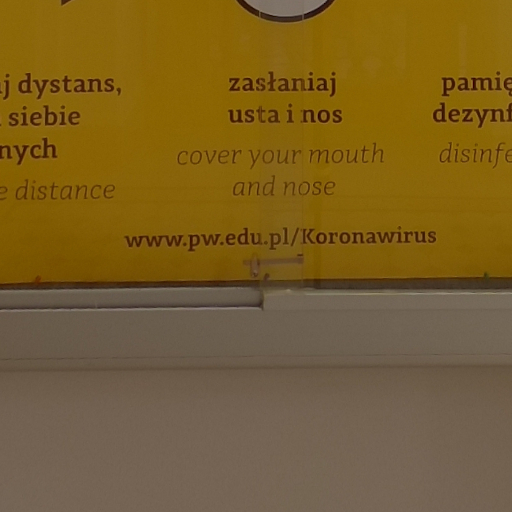 j dystans,
siebie
nych
e distance
zasłaniaj
usta i nos
cover your mouth
and nose
pamię
dezynf
disinfe
www.pw.edu.pl/Koronawirus